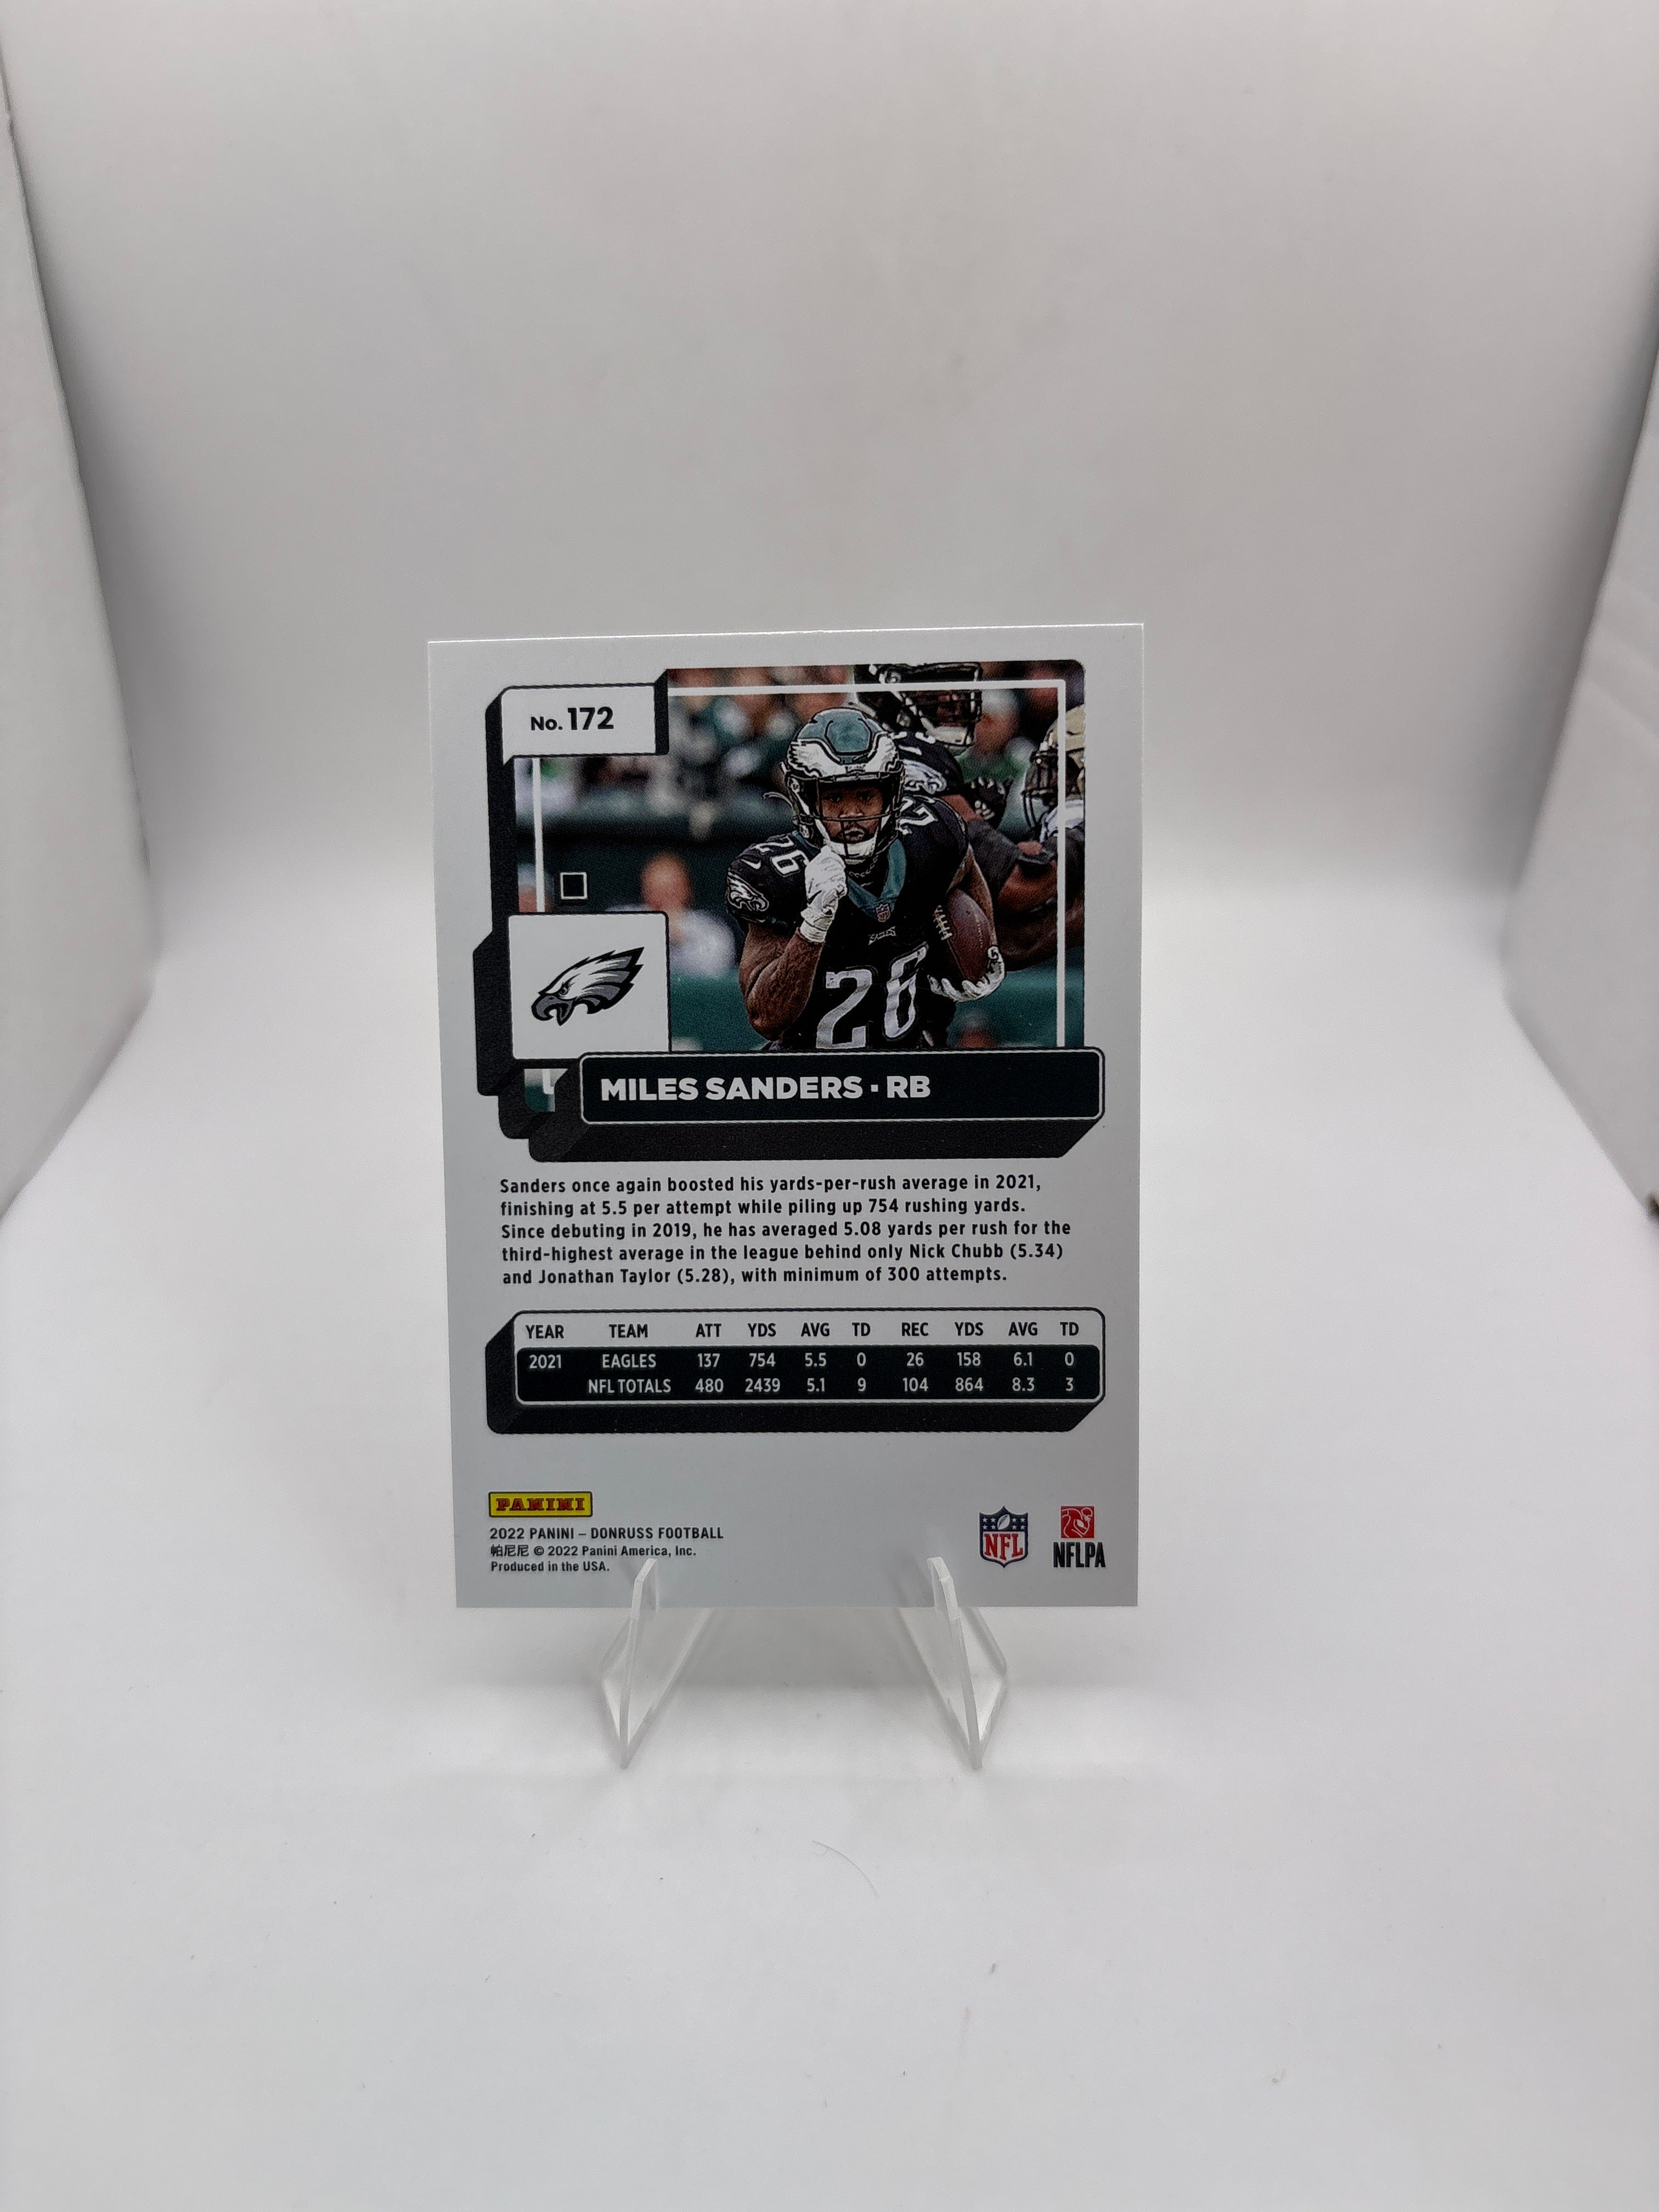 No. 172
26
26
26
MILES SANDERS · RB
Sanders once again boosted his yards-per-rush average in 2021,
finishing at 5.5 per attempt while piling up 754 rushing yards.
Since debuting in 2019, he has averaged 5.08 yards per rush for the
third-highest average in the league behind only Nick Chubb (5.34)
and Jonathan Taylor (5.28), with minimum of 300 attempts.
YEAR TEAM ATT YDS AVG TD REC YDS AVG TD
2021 EAGLES 137 754 5.5 0 26 158 6.1 0
NFL TOTALS 480 2439 5.1 9 104 864 8.3 3
PANINI
2022 PANINI – DONRUSS FOOTBALL
帕尼尼 © 2022 Panini America, Inc.
Produced in the USA.
NFL
NFLPA